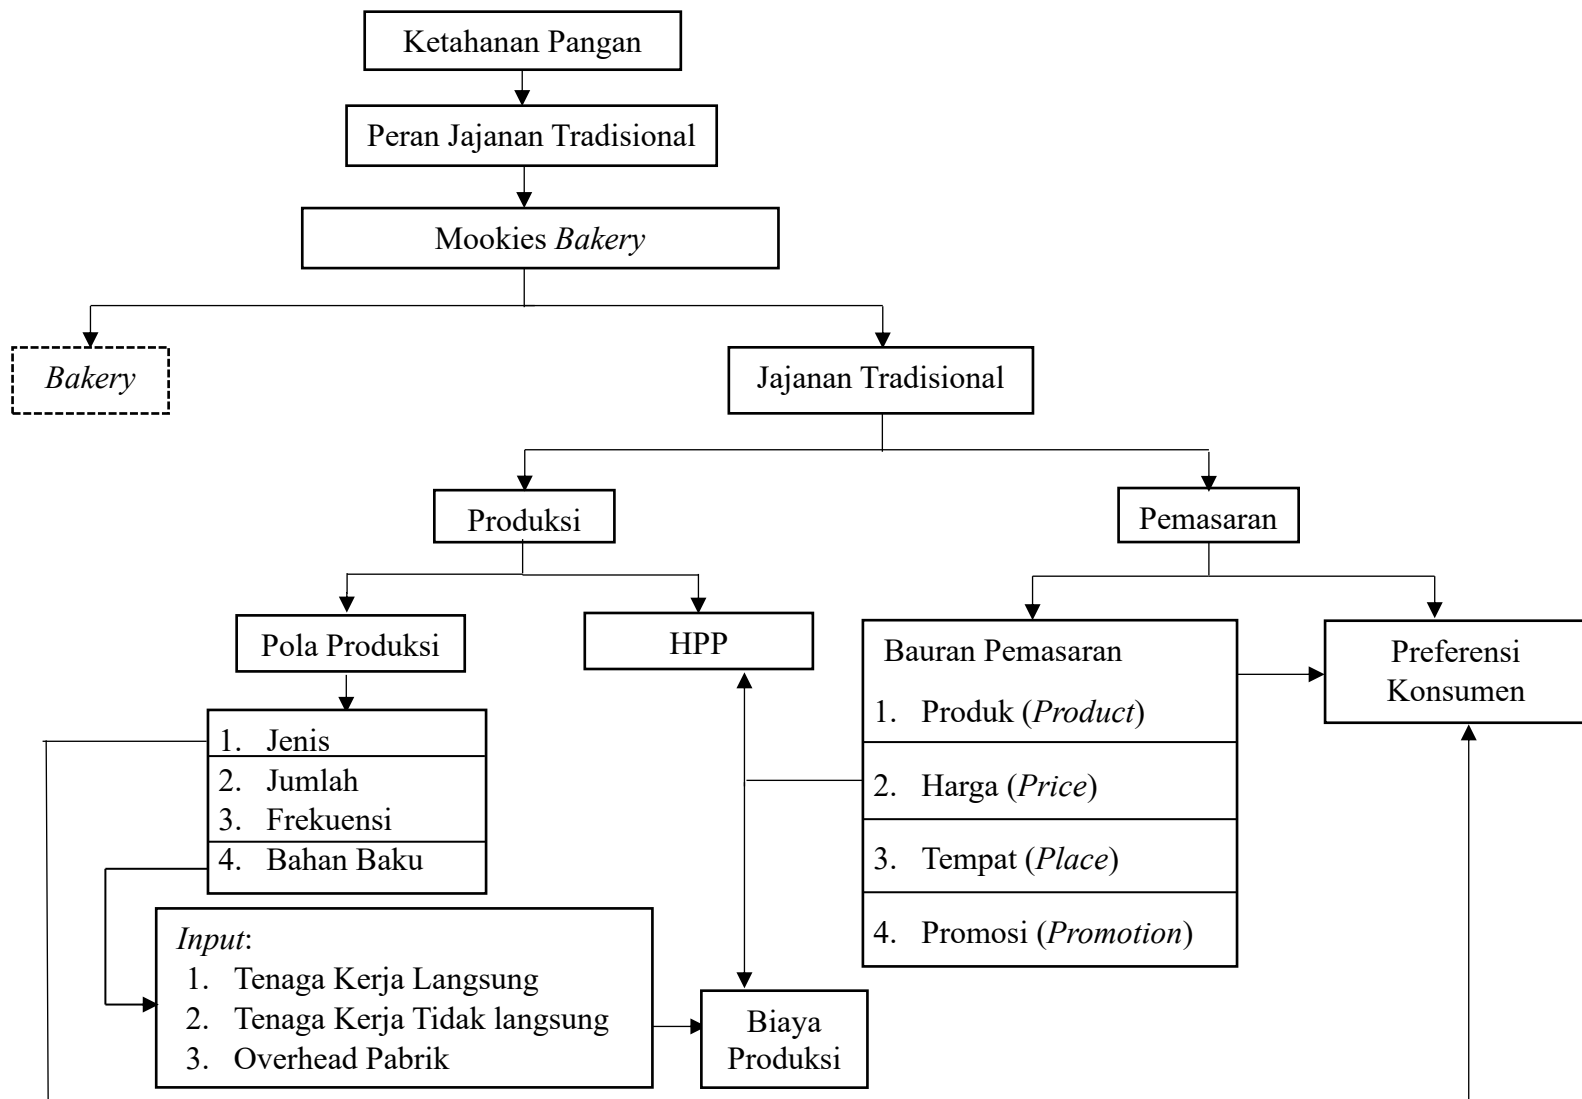 Ketahanan Pangan
Peran Jajanan Tradisional
Mookies Bakery
Bakery
Jajanan Tradisional
Produksi
Pemasaran
Pola Produksi
HPP
Bauran Pemasaran
1. Produk (Product)
2. Harga (Price)
3. Tempat (Place)
4. Promosi (Promotion)
Preferensi
Konsumen
1. Jenis
2. Jumlah
3. Frekuensi
4. Bahan Baku
Input:
1. Tenaga Kerja Langsung
2. Tenaga Kerja Tidak langsung
3. Overhead Pabrik
Biaya
Produksi